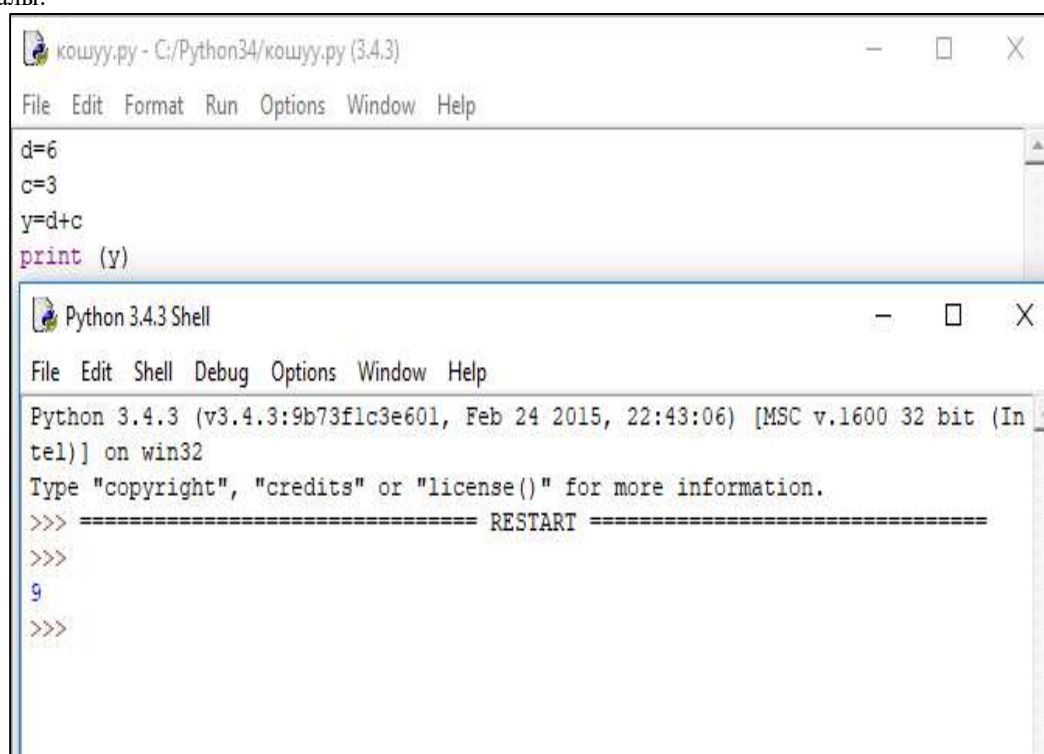 кошуу.py - C:/Python34/кошуу.py (3.4.3)
File Edit Format Run Options Window Help
d=6
c=3
y=d+c
print (y)
Python 3.4.3 Shell
File Edit Shell Debug Options Window Help
Python 3.4.3 (v3.4.3:9b73f1c3e601, Feb 24 2015, 22:43:06) [MSC v.1600 32 bit (In
tel)] on win32
Type "copyright", "credits" or "license()" for more information.
>>> ================================ RESTART ================================
>>>
9
>>>